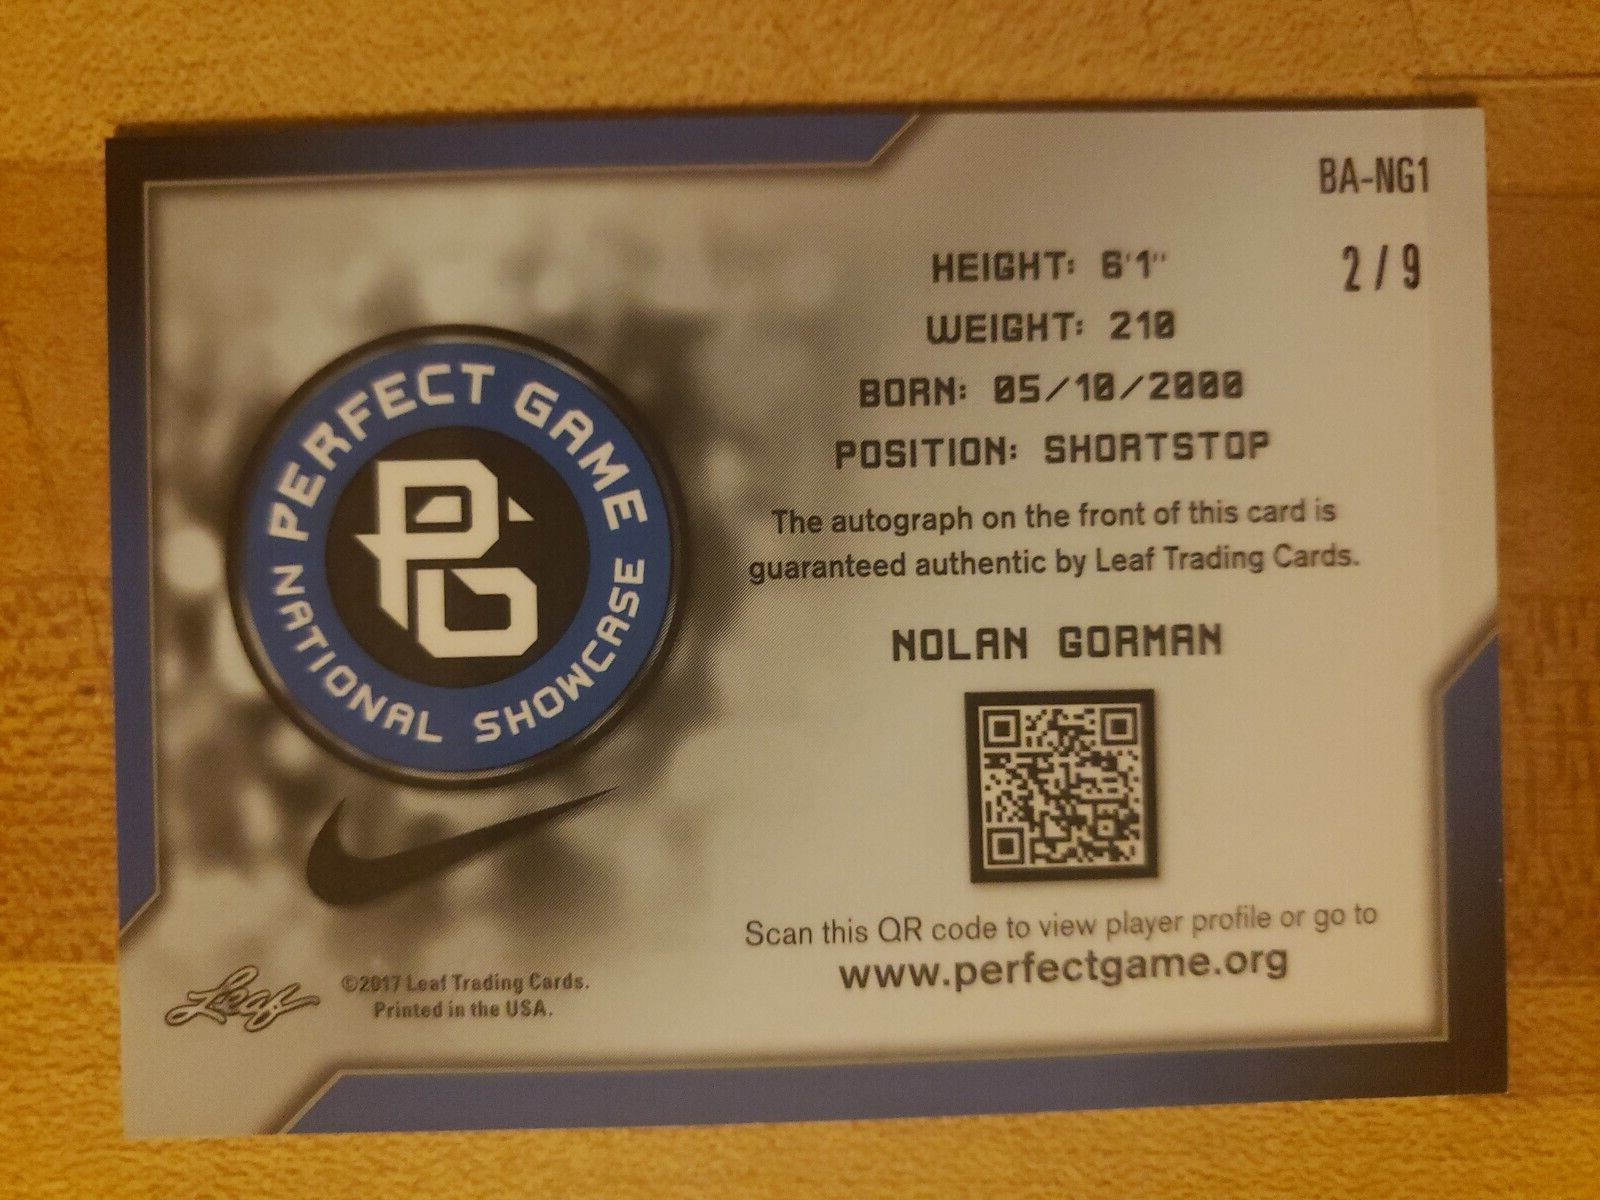 BA-NG1
2 / 9
HEIGHT: 6'1"
WEIGHT: 210
BORN: 05/10/2000
POSITION: SHORTSTOP
The autograph on the front of this card is
guaranteed authentic by Leaf Trading Cards.
NOLAN GORMAN
Scan this QR code to view player profile or go to
www.perfectgame.org
PERFECT GAME
PG
NATIONAL SHOWCASE
Leaf
©2017 Leaf Trading Cards.
Printed in the USA.